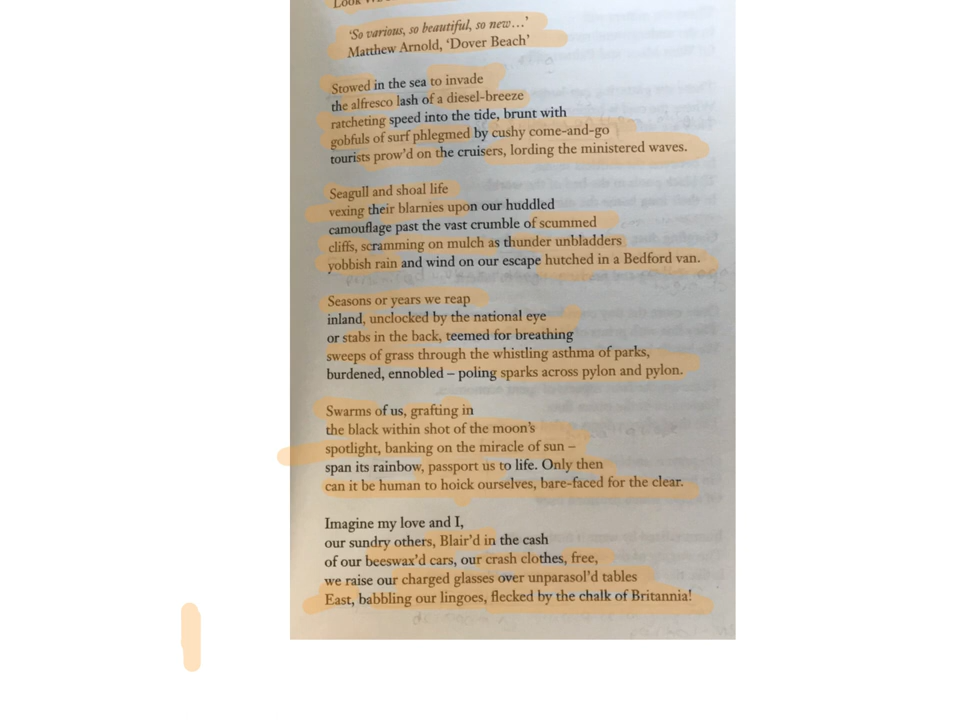 'So various, so beautiful, so new…'
Matthew Arnold, 'Dover Beach'
Stowed in the sea to invade
the alfresco lash of a diesel-breeze
ratcheting speed into the tide, brunt with
gobfuls of surf phlegmed by cushy come-and-go
tourists prow'd on the cruisers, lording the ministered waves.
Seagull and shoal life
vexing their blarnies upon our huddled
camouflage past the vast crumble of scummed
cliffs, scramming on mulch as thunder unbladders
yobbish rain and wind on our escape hutched in a Bedford van.
Seasons or years we reap
inland, unclocked by the national eye
or stabs in the back, teemed for breathing
sweeps of grass through the whistling asthma of parks,
burdened, ennobled – poling sparks across pylon and pylon.
Swarms of us, grafting in
the black within shot of the moon's
spotlight, banking on the miracle of sun –
span its rainbow, passport us to life. Only then
can it be human to hoick ourselves, bare-faced for the clear.
Imagine my love and I,
our sundry others, Blair'd in the cash
of our beeswax'd cars, our crash clothes, free,
we raise our charged glasses over unparasol'd tables
East, babbling our lingoes, flecked by the chalk of Britannia!